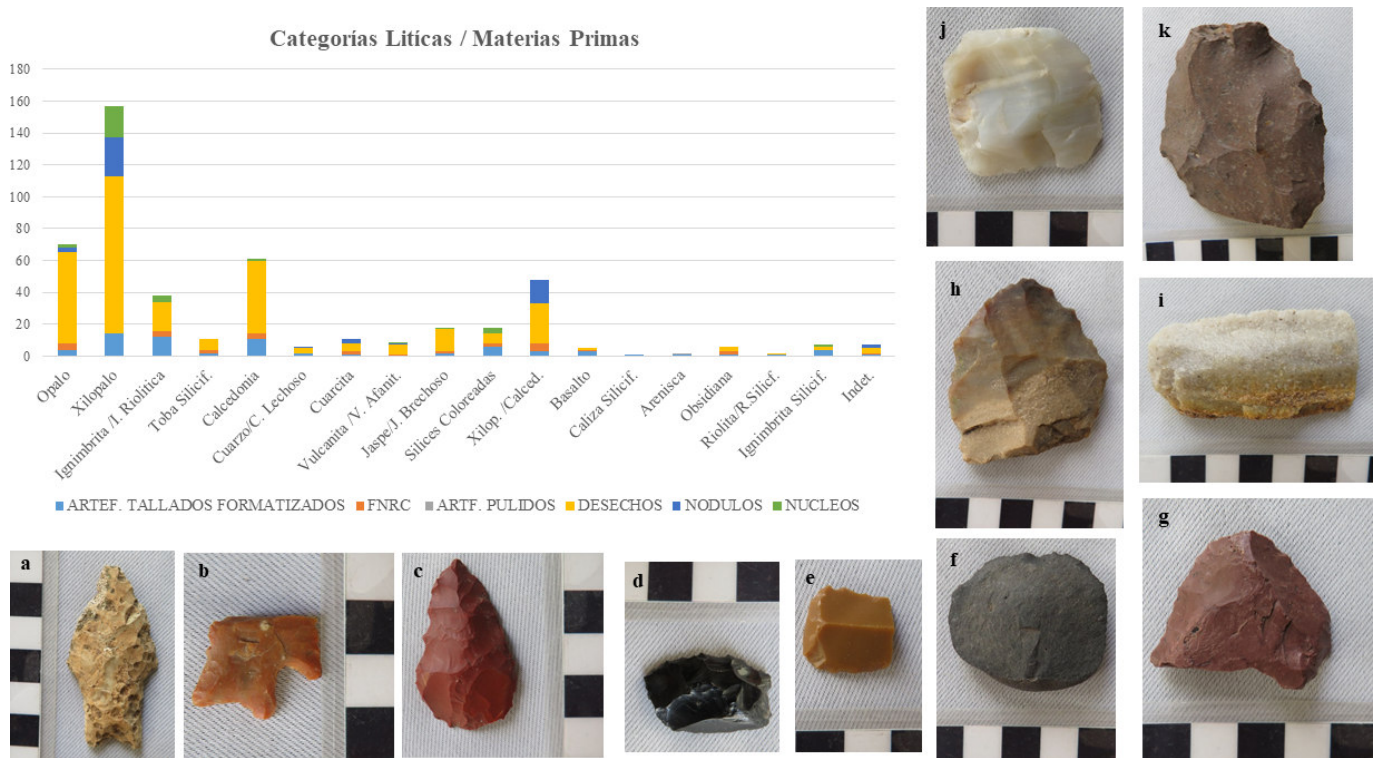 Categorías Litícas / Materias Primas
180
160
140
120
100
80
60
40
20
0
Opalo
Xilopalo
Ignimbrita /I. Riolitica
Toba Silicif.
Calcedonia
Cuarzo/C. Lechoso
Cuarcita
Vulcanita /V. Afanit.
Jaspe/J. Brechoso
Silices Coloreadas
Xilop. /Calced.
Basalto
Caliza Silicif.
Arenisca
Obsidiana
Riolita/R.Silicf.
Ignimbrita Silicif.
Indet.
ARTEF. TALLADOS FORMATIZADOS FNRC ARTF. PULIDOS DESECHOS NODULOS NUCLEOS
j
k
h
i
a
b
c
d
e
f
g